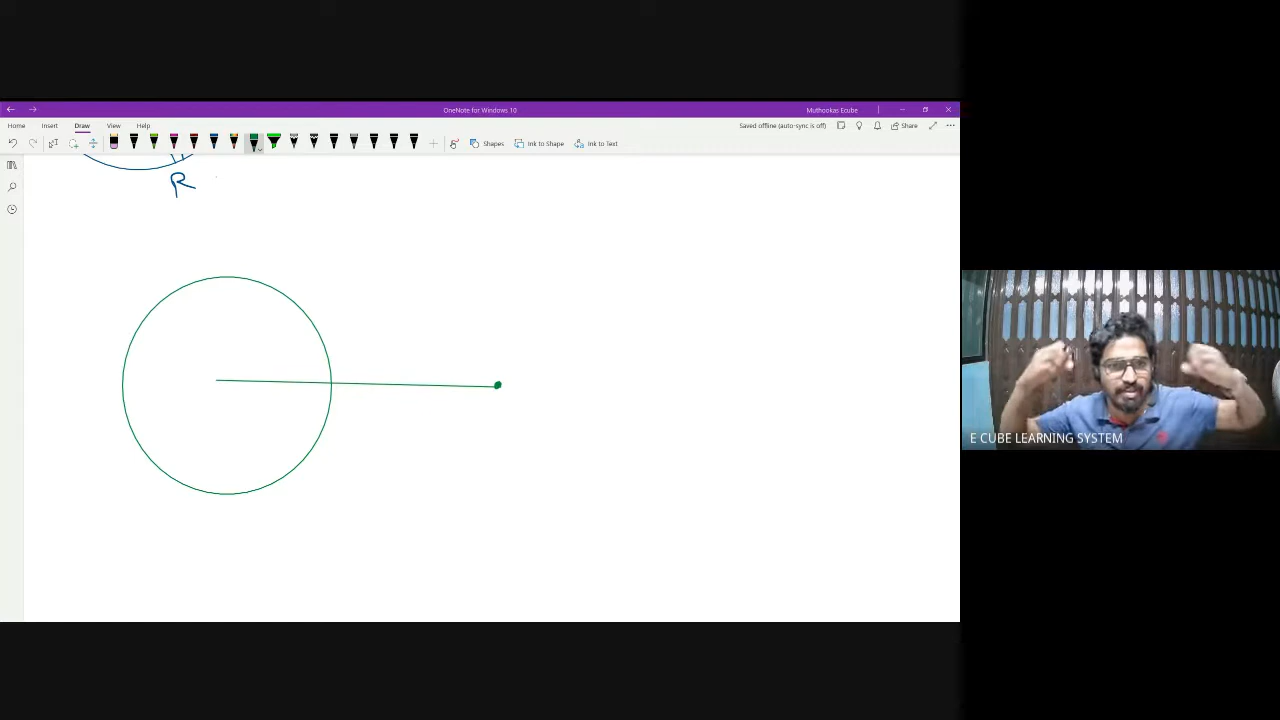 OneNote for Windows 10
Muthookas Ecube
Home Insert Draw View Help
Saved offline (auto-sync is off)
Share
Shapes
Ink to Shape
Ink to Text
R
E CUBE LEARNING SYSTEM